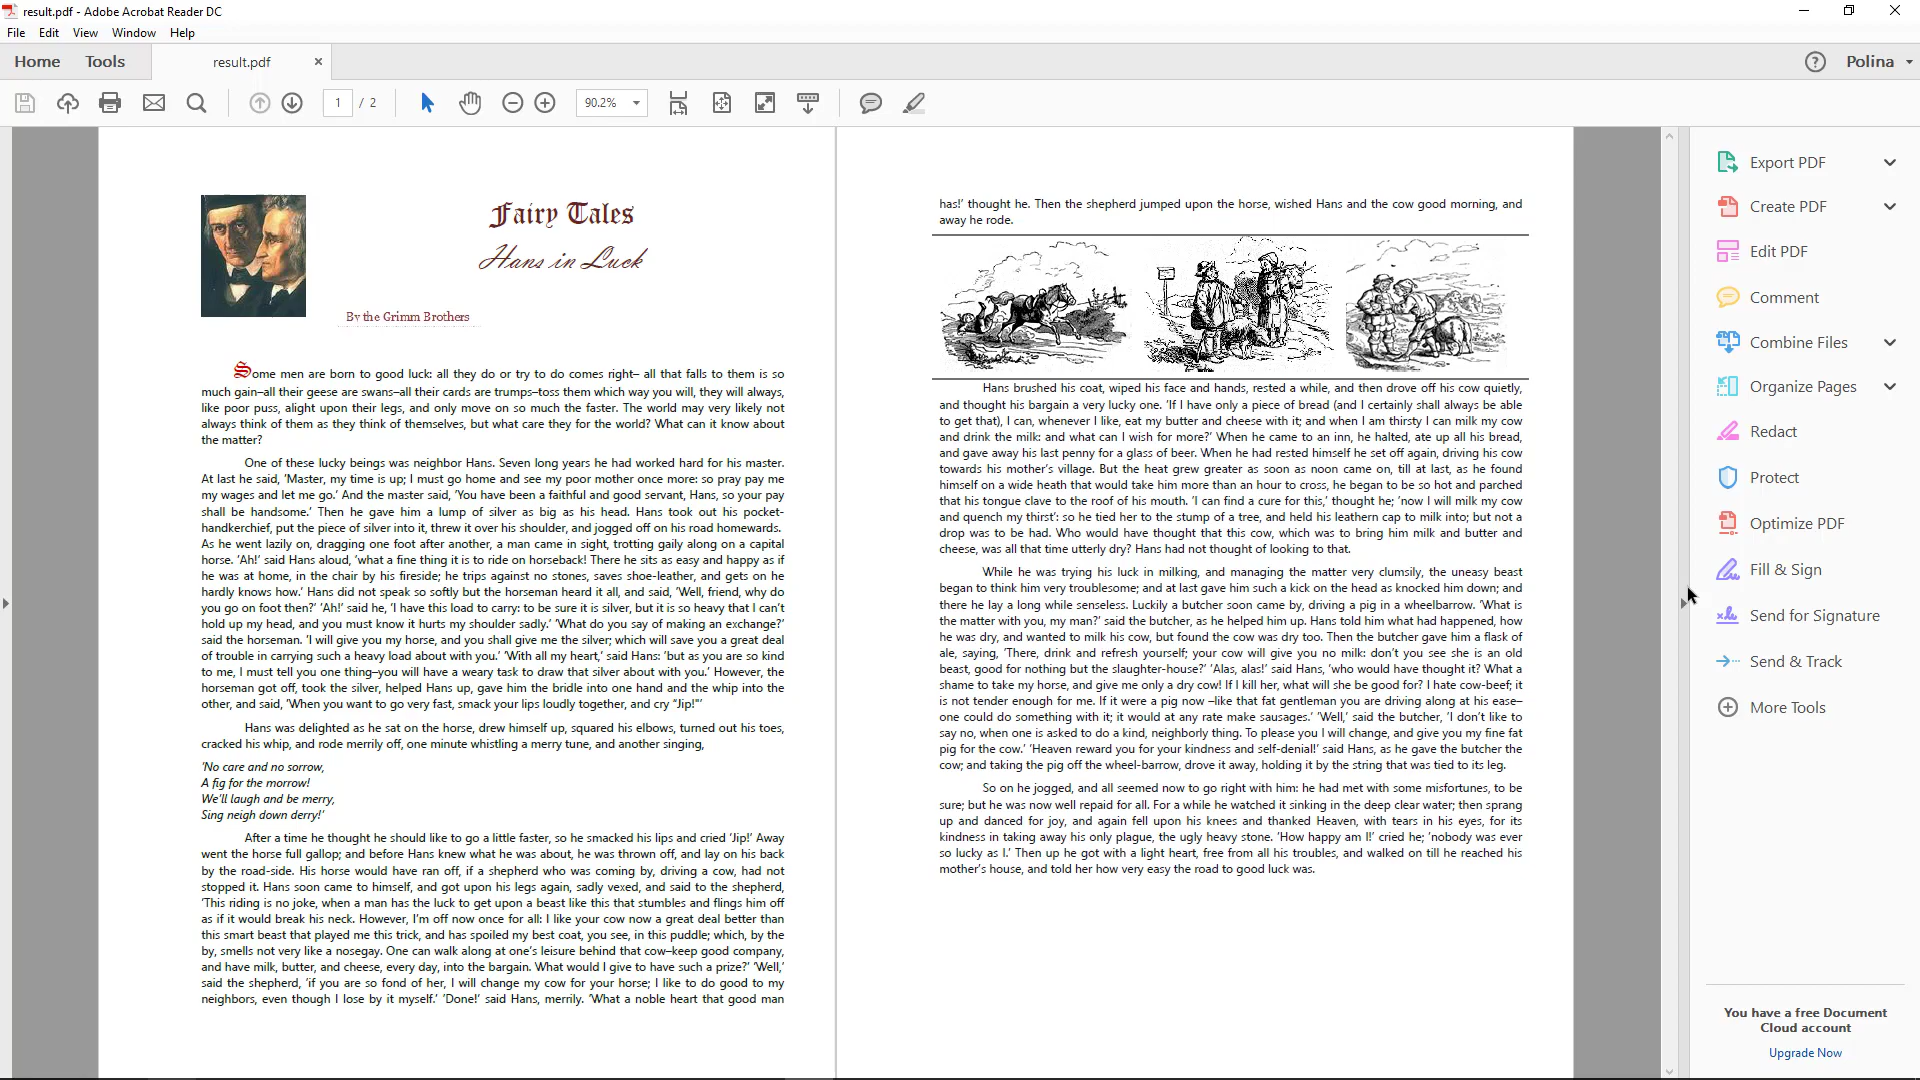 result.pdf - Adobe Acrobat Reader DC
File Edit View Window Help
Home Tools result.pdf × Polina
1 / 2 90.2%
Fairy Tales
Hans in Luck
By the Grimm Brothers
Some men are born to good luck: all they do or try to do comes right– all that falls to them is so
much gain–all their geese are swans–all their cards are trumps–toss them which way you will, they will always,
like poor puss, alight upon their legs, and only move on so much the faster. The world may very likely not
always think of them as they think of themselves, but what care they for the world? What can it know about
the matter?
One of these lucky beings was neighbor Hans. Seven long years he had worked hard for his master.
At last he said, 'Master, my time is up; I must go home and see my poor mother once more: so pray pay me
my wages and let me go.' And the master said, 'You have been a faithful and good servant, Hans, so your pay
shall be handsome.' Then he gave him a lump of silver as big as his head. Hans took out his pocket-
handkerchief, put the piece of silver into it, threw it over his shoulder, and jogged off on his road homewards.
As he went lazily on, dragging one foot after another, a man came in sight, trotting gaily along on a capital
horse. 'Ah!' said Hans aloud, 'what a fine thing it is to ride on horseback! There he sits as easy and happy as if
he was at home, in the chair by his fireside; he trips against no stones, saves shoe-leather, and gets on he
hardly knows how.' Hans did not speak so softly but the horseman heard it all, and said, 'Well, friend, why do
you go on foot then?' 'Ah!' said he, 'I have this load to carry: to be sure it is silver, but it is so heavy that I can't
hold up my head, and you must know it hurts my shoulder sadly.' 'What do you say of making an exchange?'
said the horseman. 'I will give you my horse, and you shall give me the silver; which will save you a great deal
of trouble in carrying such a heavy load about with you.' 'With all my heart,' said Hans: 'but as you are so kind
to me, I must tell you one thing–you will have a weary task to draw that silver about with you.' However, the
horseman got off, took the silver, helped Hans up, gave him the bridle into one hand and the whip into the
other, and said, 'When you want to go very fast, smack your lips loudly together, and cry "Jip!"'
Hans was delighted as he sat on the horse, drew himself up, squared his elbows, turned out his toes,
cracked his whip, and rode merrily off, one minute whistling a merry tune, and another singing,
'No care and no sorrow,
A fig for the morrow!
We'll laugh and be merry,
Sing neigh down derry!'
After a time he thought he should like to go a little faster, so he smacked his lips and cried 'Jip!' Away
went the horse full gallop; and before Hans knew what he was about, he was thrown off, and lay on his back
by the road-side. His horse would have ran off, if a shepherd who was coming by, driving a cow, had not
stopped it. Hans soon came to himself, and got upon his legs again, sadly vexed, and said to the shepherd,
'This riding is no joke, when a man has the luck to get upon a beast like this that stumbles and flings him off
as if it would break his neck. However, I'm off now once for all: I like your cow now a great deal better than
this smart beast that played me this trick, and has spoiled my best coat, you see, in this puddle; which, by the
by, smells not very like a nosegay. One can walk along at one's leisure behind that cow–keep good company,
and have milk, butter, and cheese, every day, into the bargain. What would I give to have such a prize?' 'Well,'
said the shepherd, 'if you are so fond of her, I will change my cow for your horse; I like to do good to my
neighbors, even though I lose by it myself.' 'Done!' said Hans, merrily. 'What a noble heart that good man
has!' thought he. Then the shepherd jumped upon the horse, wished Hans and the cow good morning, and
away he rode.
Hans brushed his coat, wiped his face and hands, rested a while, and then drove off his cow quietly,
and thought his bargain a very lucky one. 'If I have only a piece of bread (and I certainly shall always be able
to get that), I can, whenever I like, eat my butter and cheese with it; and when I am thirsty I can milk my cow
and drink the milk: and what can I wish for more?' When he came to an inn, he halted, ate up all his bread,
and gave away his last penny for a glass of beer. When he had rested himself he set off again, driving his cow
towards his mother's village. But the heat grew greater as soon as noon came on, till at last, as he found
himself on a wide heath that would take him more than an hour to cross, he began to be so hot and parched
that his tongue clave to the roof of his mouth. 'I can find a cure for this,' thought he; 'now I will milk my cow
and quench my thirst': so he tied her to the stump of a tree, and held his leathern cap to milk into; but not a
drop was to be had. Who would have thought that this cow, which was to bring him milk and butter and
cheese, was all that time utterly dry? Hans had not thought of looking to that.
While he was trying his luck in milking, and managing the matter very clumsily, the uneasy beast
began to think him very troublesome; and at last gave him such a kick on the head as knocked him down; and
there he lay a long while senseless. Luckily a butcher soon came by, driving a pig in a wheelbarrow. 'What is
the matter with you, my man?' said the butcher, as he helped him up. Hans told him what had happened, how
he was dry, and wanted to milk his cow, but found the cow was dry too. Then the butcher gave him a flask of
ale, saying, 'There, drink and refresh yourself; your cow will give you no milk: don't you see she is an old
beast, good for nothing but the slaughter-house?' 'Alas, alas!' said Hans, 'who would have thought it? What a
shame to take my horse, and give me only a dry cow! If I kill her, what will she be good for? I hate cow-beef; it
is not tender enough for me. If it were a pig now –like that fat gentleman you are driving along at his ease–
one could do something with it; it would at any rate make sausages.' 'Well,' said the butcher, 'I don't like to
say no, when one is asked to do a kind, neighborly thing. To please you I will change, and give you my fine fat
pig for the cow.' 'Heaven reward you for your kindness and self-denial!' said Hans, as he gave the butcher the
cow; and taking the pig off the wheel-barrow, drove it away, holding it by the string that was tied to its leg.
So on he jogged, and all seemed now to go right with him: he had met with some misfortunes, to be
sure; but he was now well repaid for all. For a while he watched it sinking in the deep clear water; then sprang
up and danced for joy, and again fell upon his knees and thanked Heaven, with tears in his eyes, for its
kindness in taking away his only plague, the ugly heavy stone. 'How happy am I!' cried he; 'nobody was ever
so lucky as I.' Then up he got with a light heart, free from all his troubles, and walked on till he reached his
mother's house, and told her how very easy the road to good luck was.
Export PDF
Create PDF
Edit PDF
Comment
Combine Files
Organize Pages
Redact
Protect
Optimize PDF
Fill & Sign
Send for Signature
Send & Track
More Tools
You have a free Document
Cloud account
Upgrade Now